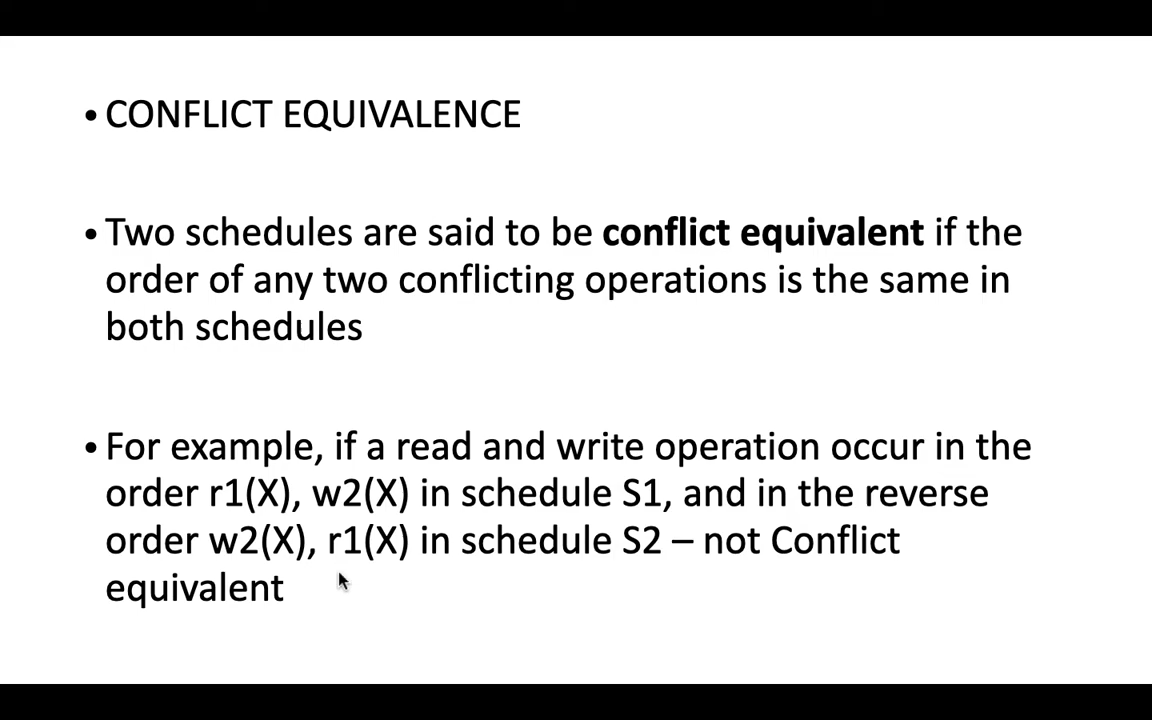 • CONFLICT EQUIVALENCE
• Two schedules are said to be conflict equivalent if the
order of any two conflicting operations is the same in
both schedules
• For example, if a read and write operation occur in the
order r1(X), w2(X) in schedule S1, and in the reverse
order w2(X), r1(X) in schedule S2 – not Conflict
equivalent